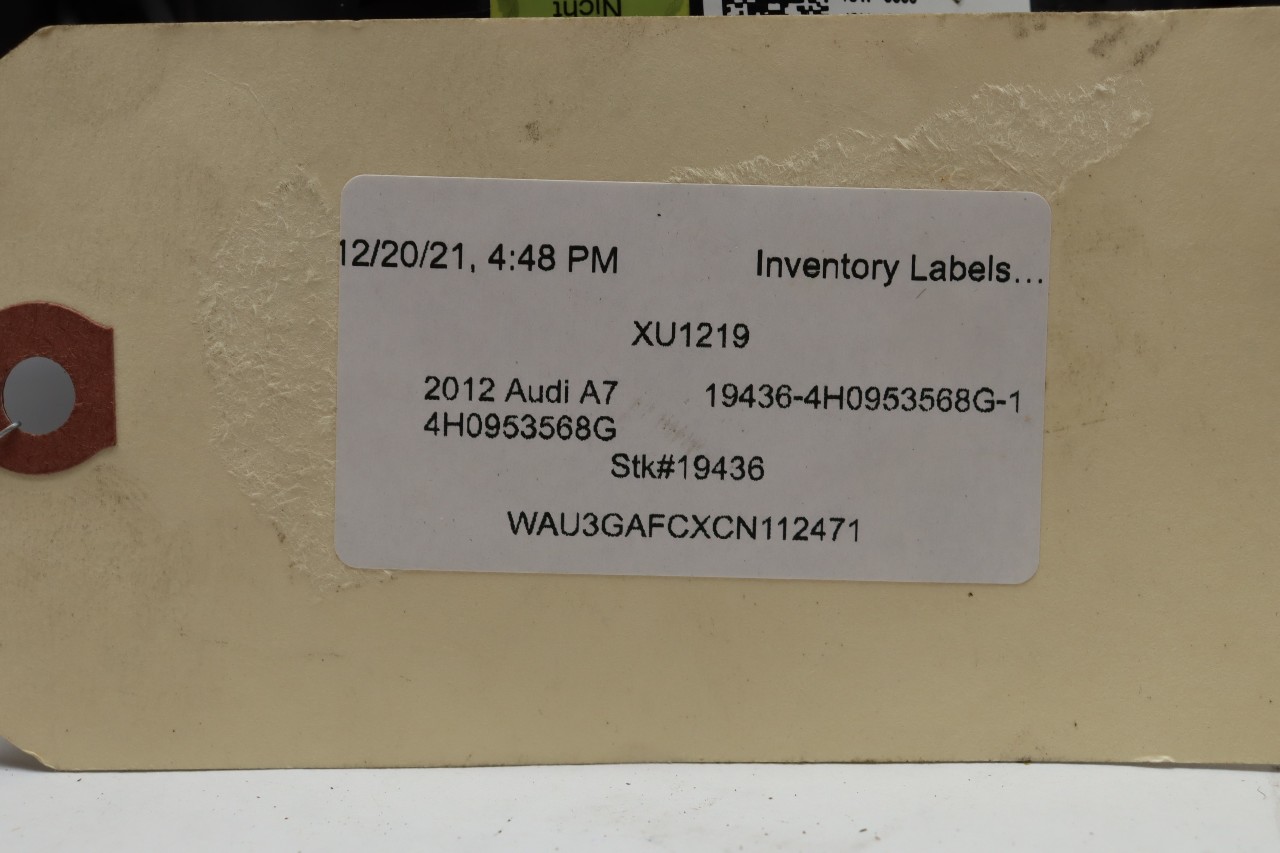 Nicht
12/20/21, 4:48 PM Inventory Labels...
XU1219
2012 Audi A7 19436-4H0953568G-1
4H0953568G
Stk#19436
WAU3GAFCXCN112471